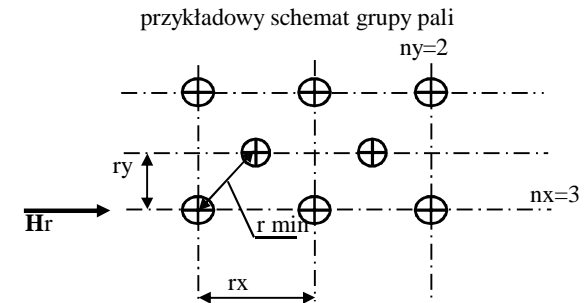 przykładowy schemat grupy pali
ny=2
ry
nx=3
Hr
r min
rx